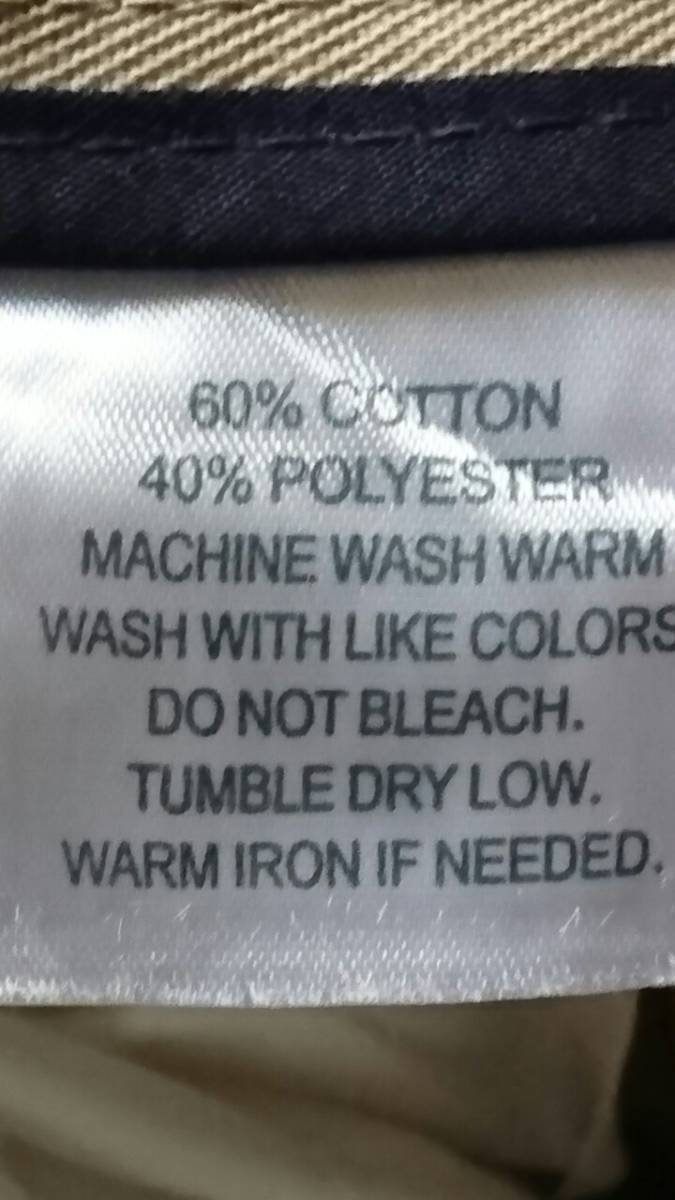 60% COTTON
40% POLYESTER
MACHINE WASH WARM
WASH WITH LIKE COLORS
DO NOT BLEACH.
TUMBLE DRY LOW.
WARM IRON IF NEEDED.